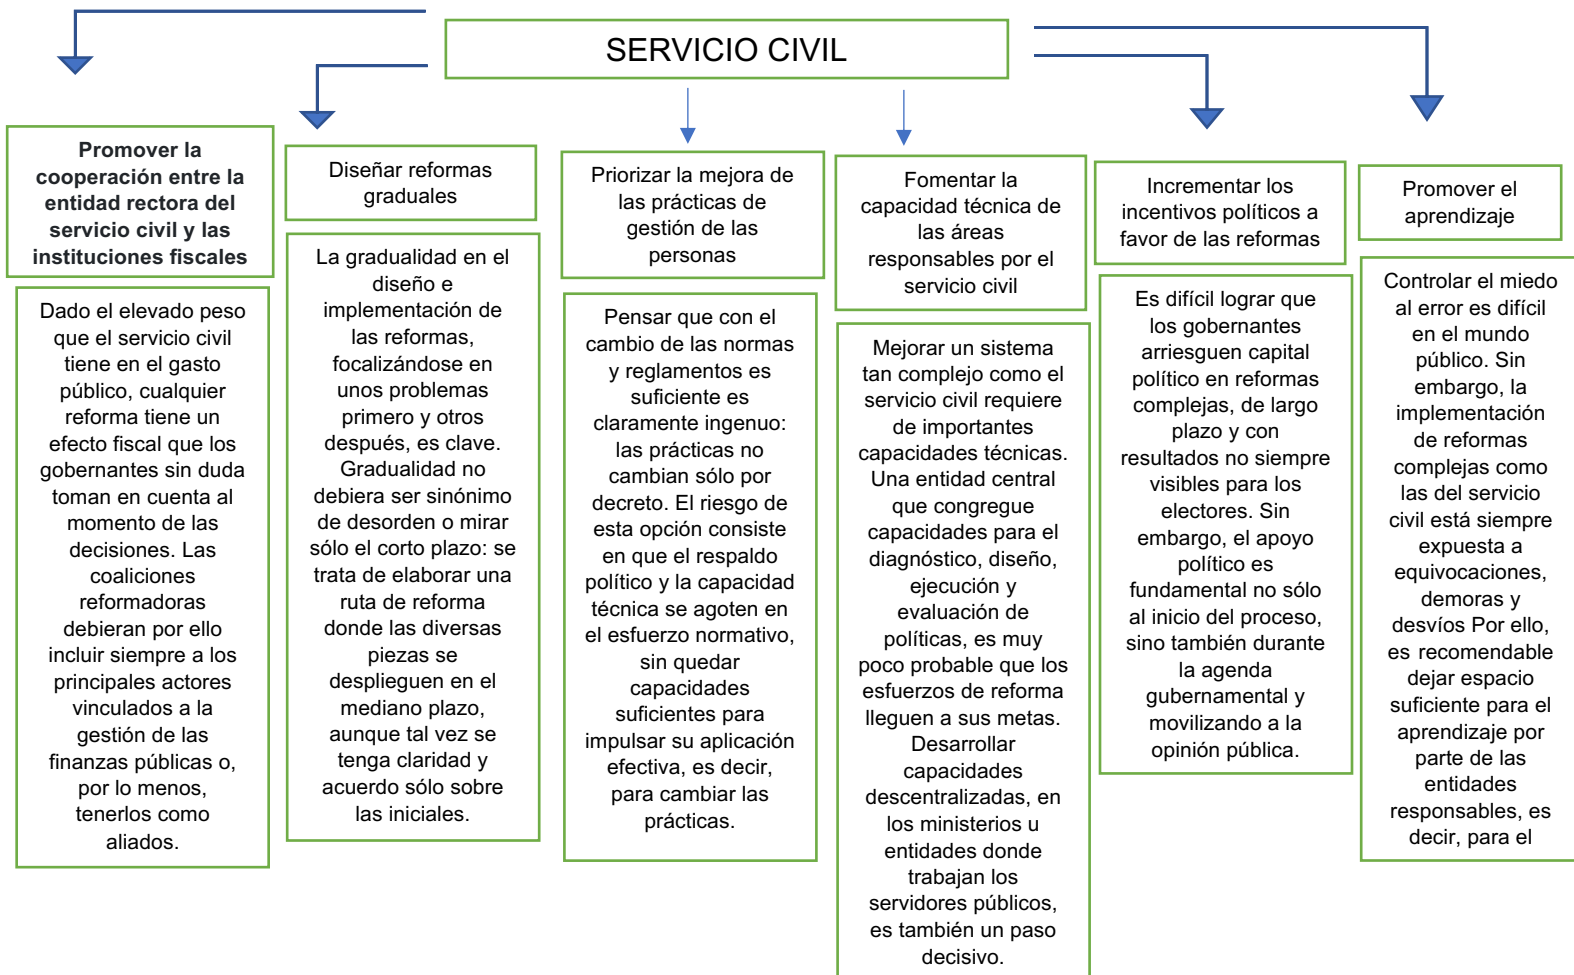 SERVICIO CIVIL
Promover la
cooperación entre la
entidad rectora del
servicio civil y las
instituciones fiscales
Dado el elevado peso
que el servicio civil
tiene en el gasto
público, cualquier
reforma tiene un
efecto fiscal que los
gobernantes sin duda
toman en cuenta al
momento de las
decisiones. Las
coaliciones
reformadoras
debieran por ello
incluir siempre a los
principales actores
vinculados a la
gestión de las
finanzas públicas o,
por lo menos,
tenerlos como
aliados.
Diseñar reformas
graduales
La gradualidad en el
diseño e
implementación de
las reformas,
focalizándose en
unos problemas
primero y otros
después, es clave.
Gradualidad no
debiera ser sinónimo
de desorden o mirar
sólo el corto plazo: se
trata de elaborar una
ruta de reforma
donde las diversas
piezas se
desplieguen en el
mediano plazo,
aunque tal vez se
tenga claridad y
acuerdo sólo sobre
las iniciales.
Priorizar la mejora de
las prácticas de
gestión de las
personas
Pensar que con el
cambio de las normas
y reglamentos es
suficiente es
claramente ingenuo:
las prácticas no
cambian sólo por
decreto. El riesgo de
esta opción consiste
en que el respaldo
político y la capacidad
técnica se agoten en
el esfuerzo normativo,
sin quedar
capacidades
suficientes para
impulsar su aplicación
efectiva, es decir,
para cambiar las
prácticas.
Fomentar la
capacidad técnica de
las áreas
responsables por el
servicio civil
Mejorar un sistema
tan complejo como el
servicio civil requiere
de importantes
capacidades técnicas.
Una entidad central
que congregue
capacidades para el
diagnóstico, diseño,
ejecución y
evaluación de
políticas, es muy
poco probable que los
esfuerzos de reforma
lleguen a sus metas.
Desarrollar
capacidades
descentralizadas, en
los ministerios u
entidades donde
trabajan los
servidores públicos,
es también un paso
decisivo.
Incrementar los
incentivos políticos a
favor de las reformas
Es difícil lograr que
los gobernantes
arriesguen capital
político en reformas
complejas, de largo
plazo y con
resultados no siempre
visibles para los
electores. Sin
embargo, el apoyo
político es
fundamental no sólo
al inicio del proceso,
sino también durante
la agenda
gubernamental y
movilizando a la
opinión pública.
Promover el
aprendizaje
Controlar el miedo
al error es difícil
en el mundo
público. Sin
embargo, la
implementación
de reformas
complejas como
las del servicio
civil está siempre
expuesta a
equivocaciones,
demoras y
desvíos Por ello,
es recomendable
dejar espacio
suficiente para el
aprendizaje por
parte de las
entidades
responsables, es
decir, para el